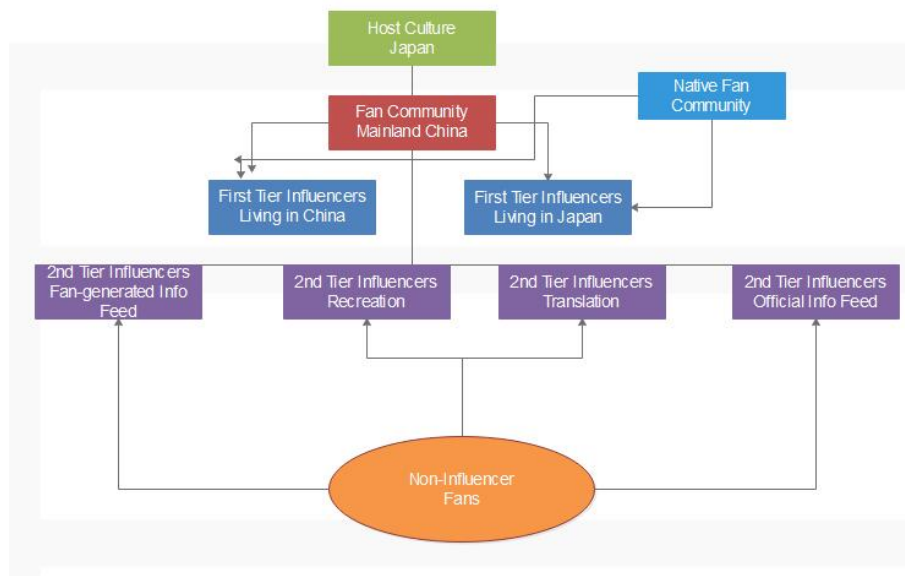 Host Culture
Japan
Fan Community
Mainland China
Native Fan
Community
First Tier Influencers
Living in China
First Tier Influencers
Living in Japan
2nd Tier Influencers
Fan-generated Info
Feed
2nd Tier Influencers
Recreation
2nd Tier Influencers
Translation
2nd Tier Influencers
Official Info Feed
Non-Influencer
Fans